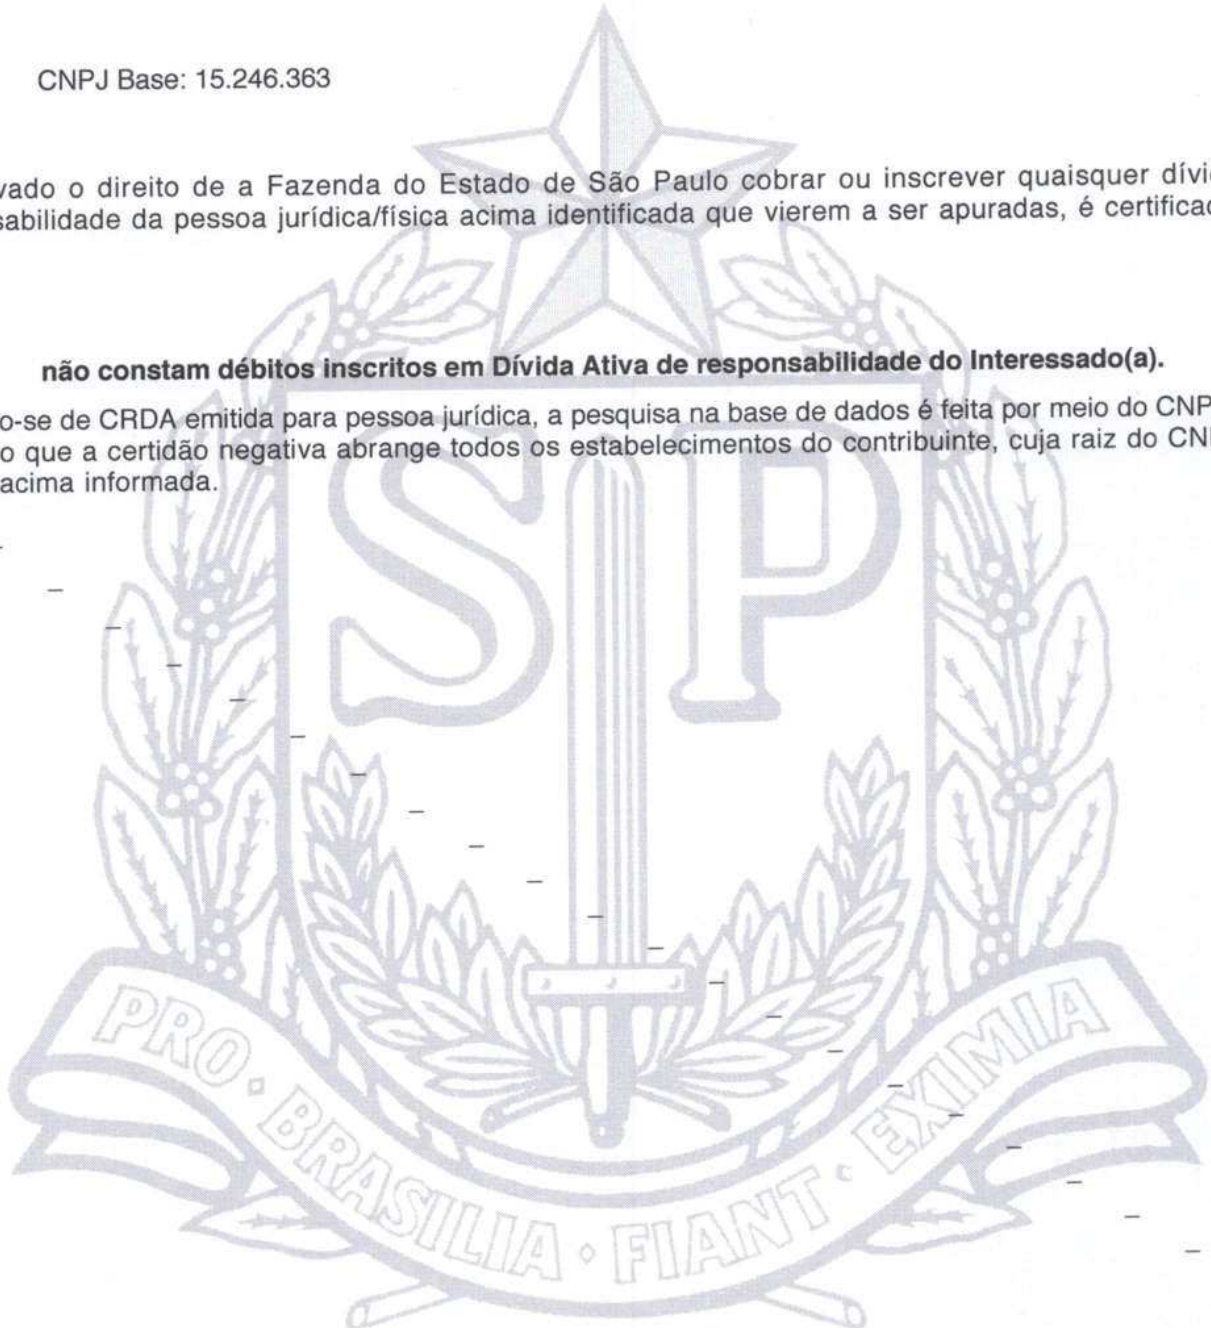 CNPJ Base: 15.246.363
vado o direito de a Fazenda do Estado de São Paulo cobrar ou inscrever quaisquer dívi
sabilidade da pessoa jurídica/física acima identificada que vierem a ser apuradas, é certificad
não constam débitos inscritos em Dívida Ativa de responsabilidade do Interessado(a).
o-se de CRDA emitida para pessoa jurídica, a pesquisa na base de dados é feita por meio do CNP
o que a certidão negativa abrange todos os estabelecimentos do contribuinte, cuja raiz do CN
acima informada.
SP
PRO • BRASILIA • FIANT • EXIMIA